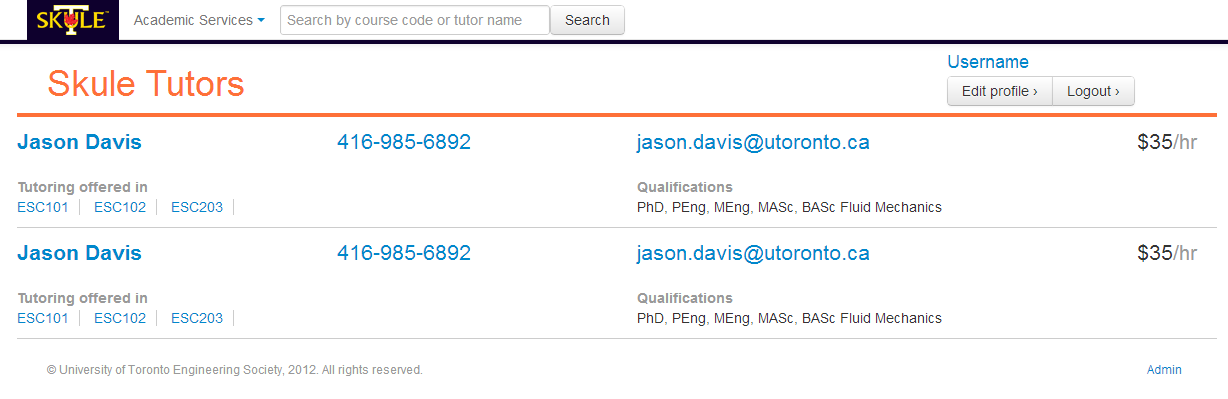 SKULE™ Academic Services Search by course code or tutor name Search
Username
Skule Tutors
Edit profile › Logout ›
Jason Davis 416-985-6892 jason.davis@utoronto.ca $35/hr
Tutoring offered in Qualifications
ESC101 ESC102 ESC203 PhD, PEng, MEng, MASc, BASc Fluid Mechanics
Jason Davis 416-985-6892 jason.davis@utoronto.ca $35/hr
Tutoring offered in Qualifications
ESC101 ESC102 ESC203 PhD, PEng, MEng, MASc, BASc Fluid Mechanics
© University of Toronto Engineering Society, 2012. All rights reserved. Admin